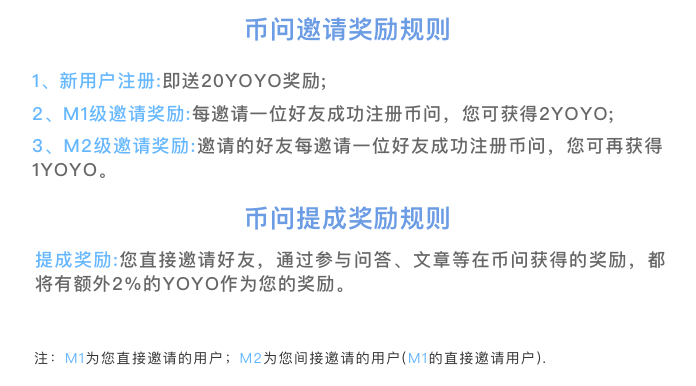 币问邀请奖励规则
1、新用户注册:即送20YOYO奖励;
2、M1级邀请奖励:每邀请一位好友成功注册币问，您可获得2YOYO;
3、M2级邀请奖励:邀请的好友每邀请一位好友成功注册币问，您可再获得
1YOYO。
币问提成奖励规则
提成奖励:您直接邀请好友，通过参与问答、文章等在币问获得的奖励，都
将有额外2%的YOYO作为您的奖励。
注：M1为您直接邀请的用户；M2为您间接邀请的用户(M1的直接邀请用户).